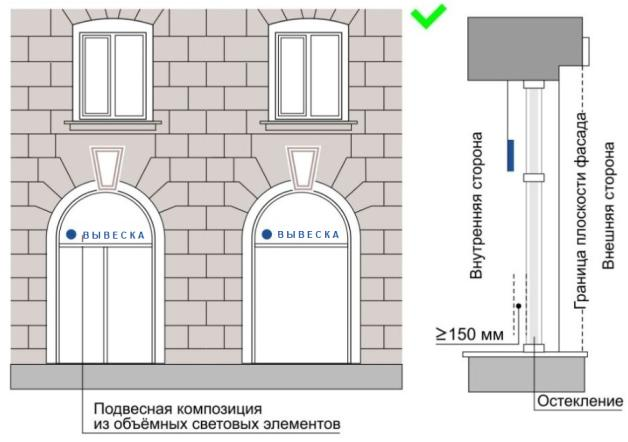 ВЫВЕСКА
ВЫВЕСКА
Подвесная композиция
из объёмных световых элементов
Внутренняя сторона
Граница плоскости фасада
Внешняя сторона
≥150 мм
Остекление